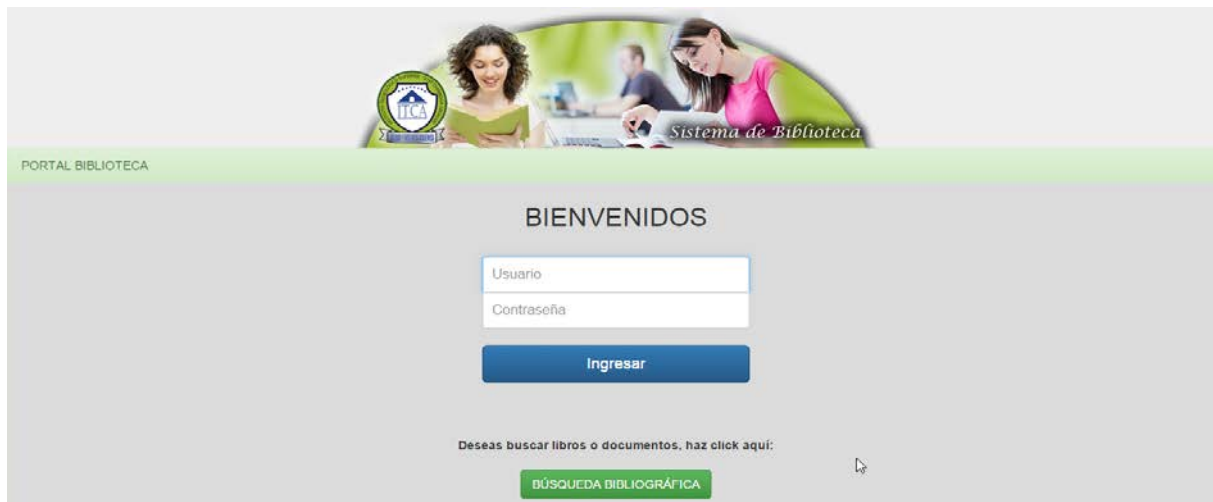 ITCA
Sistema de Biblioteca
PORTAL BIBLIOTECA
BIENVENIDOS
Usuario
Contraseña
Ingresar
Deseas buscar libros o documentos, haz click aquí:
BÚSQUEDA BIBLIOGRÁFICA